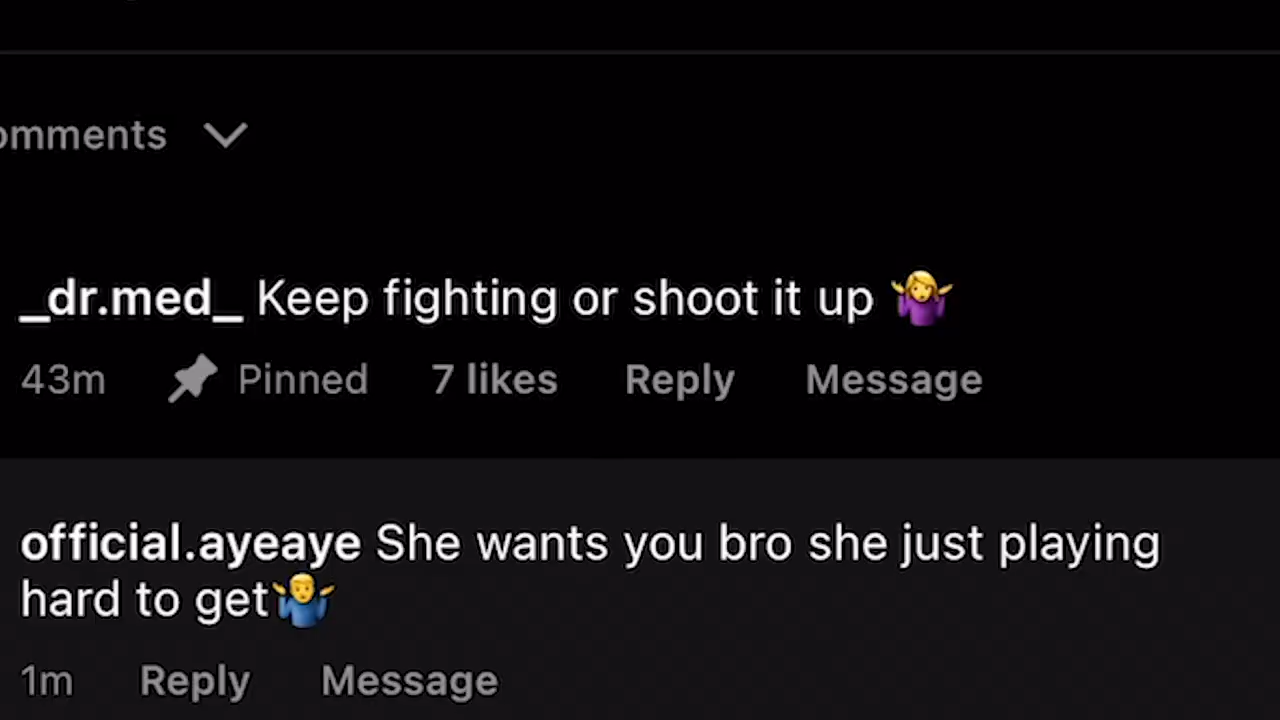 omments
_dr.med_ Keep fighting or shoot it up 🤷‍♀️
43m Pinned 7 likes Reply Message
official.ayeaye She wants you bro she just playing
hard to get🤷‍♂️
1m Reply Message